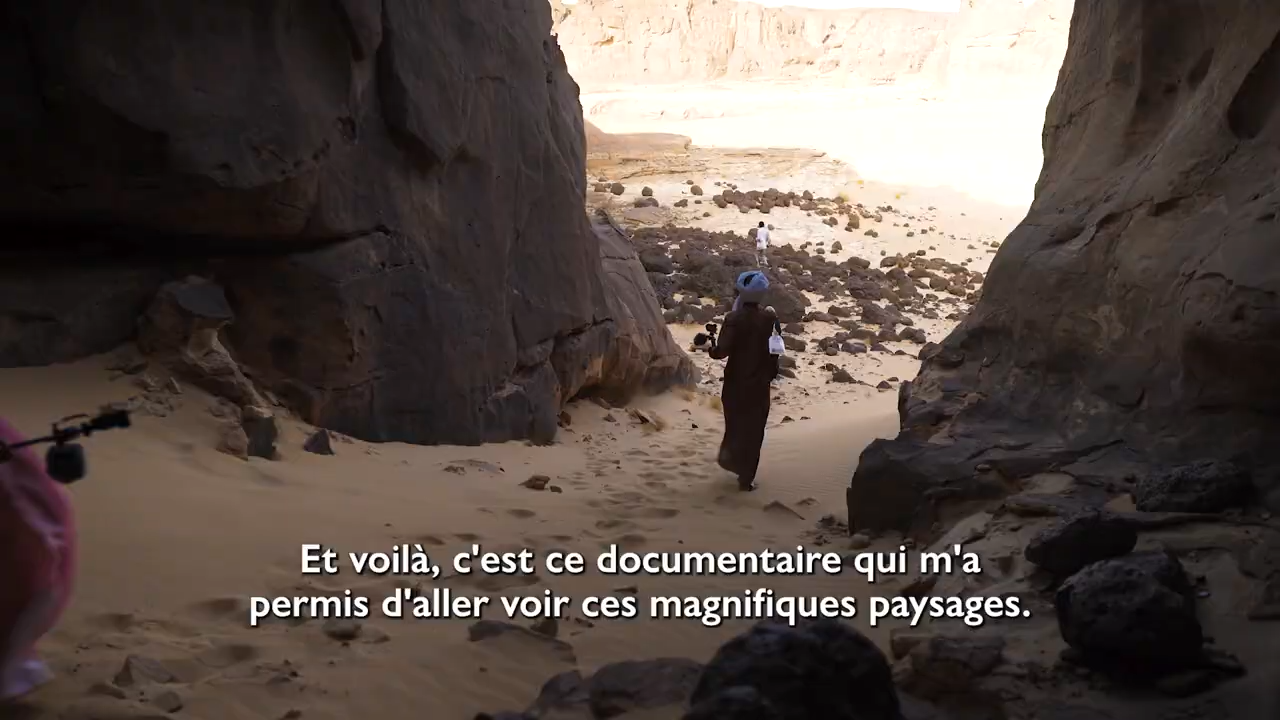 Et voilà, c'est ce documentaire qui m'a
permis d'aller voir ces magnifiques paysages.